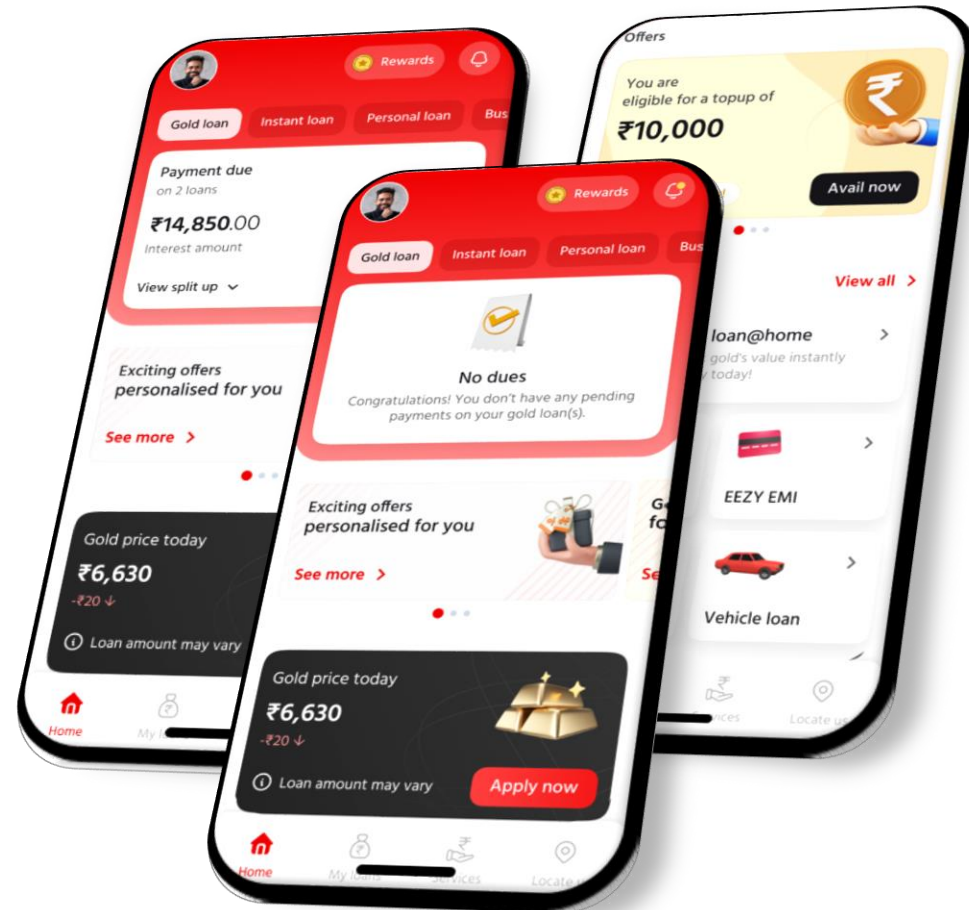 Rewards
Gold loan
Instant loan
Personal loan
Bus
Payment due
on 2 loans
₹14,850.00
Interest amount
View split up
Exciting offers
personalised for you
See more >
Gold price today
₹6,630
-₹20 ↓
Loan amount may vary
Home
Rewards
Gold loan
Instant loan
Personal loan
Bus
No dues
Congratulations! You don't have any pending
payments on your gold loan(s).
Exciting offers
personalised for you
See more >
Gold price today
₹6,630
-₹20 ↓
Loan amount may vary
Apply now
Home
My loans
Services
Locate us
Offers
You are
eligible for a topup of
₹10,000
Avail now
View all >
loan@home
gold's value instantly
today!
EEZY EMI
Vehicle loan
Locate us